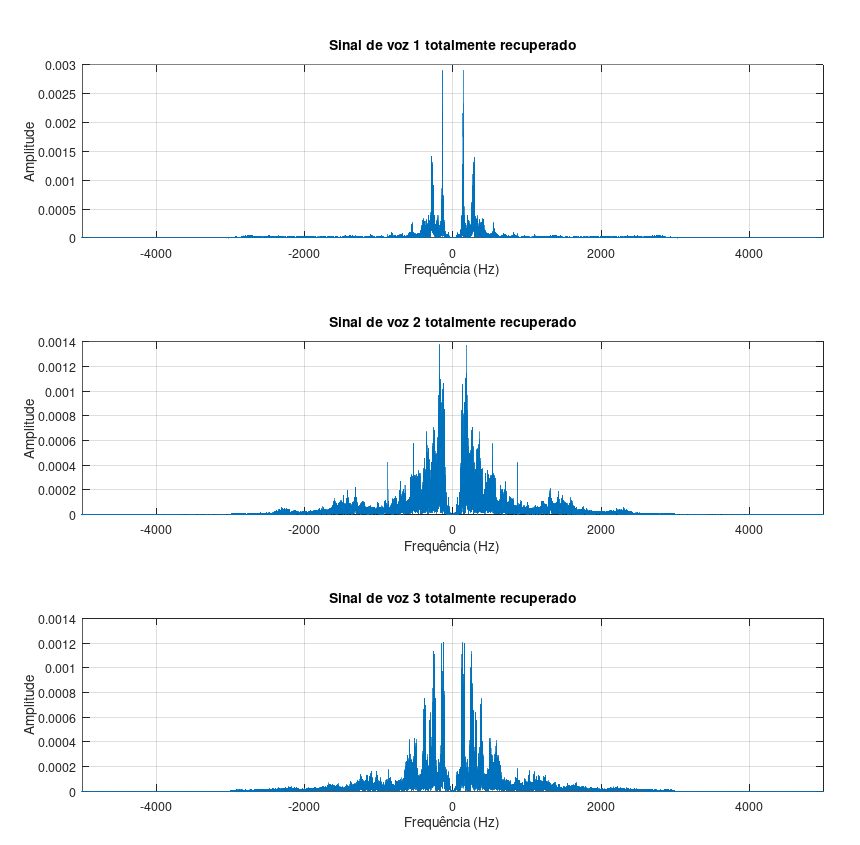 Sinal de voz 1 totalmente recuperado
0.003
0.0025
0.002
0.0015
0.001
0.0005
0
Amplitude
-4000 -2000 0 2000 4000
Frequência (Hz)
Sinal de voz 2 totalmente recuperado
0.0014
0.0012
0.001
0.0008
0.0006
0.0004
0.0002
0
Amplitude
-4000 -2000 0 2000 4000
Frequência (Hz)
Sinal de voz 3 totalmente recuperado
0.0014
0.0012
0.001
0.0008
0.0006
0.0004
0.0002
0
Amplitude
-4000 -2000 0 2000 4000
Frequência (Hz)